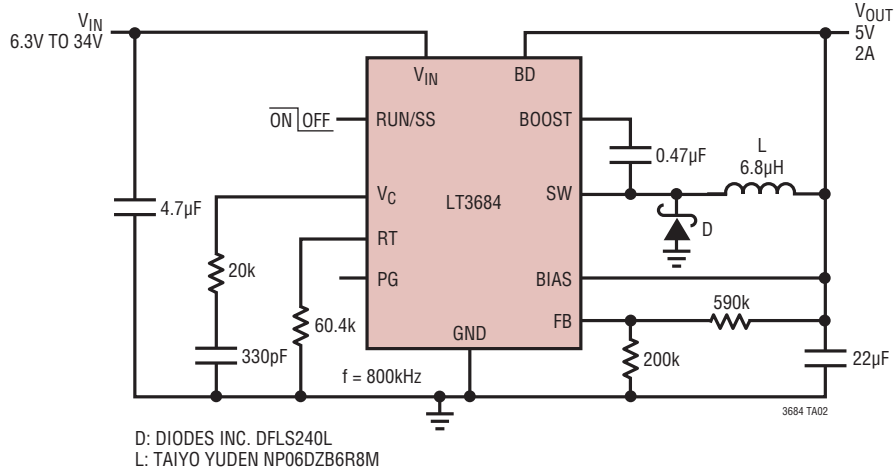 VIN
6.3V TO 34V
VOUT
5V
2A
VIN
BD
ON OFF
RUN/SS
BOOST
0.47µF
L
6.8µH
4.7µF
VC
LT3684
SW
D
20k
RT
PG
BIAS
590k
60.4k
FB
330pF
GND
200k
22µF
f = 800kHz
3684 TA02
D: DIODES INC. DFLS240L
L: TAIYO YUDEN NP06DZB6R8M